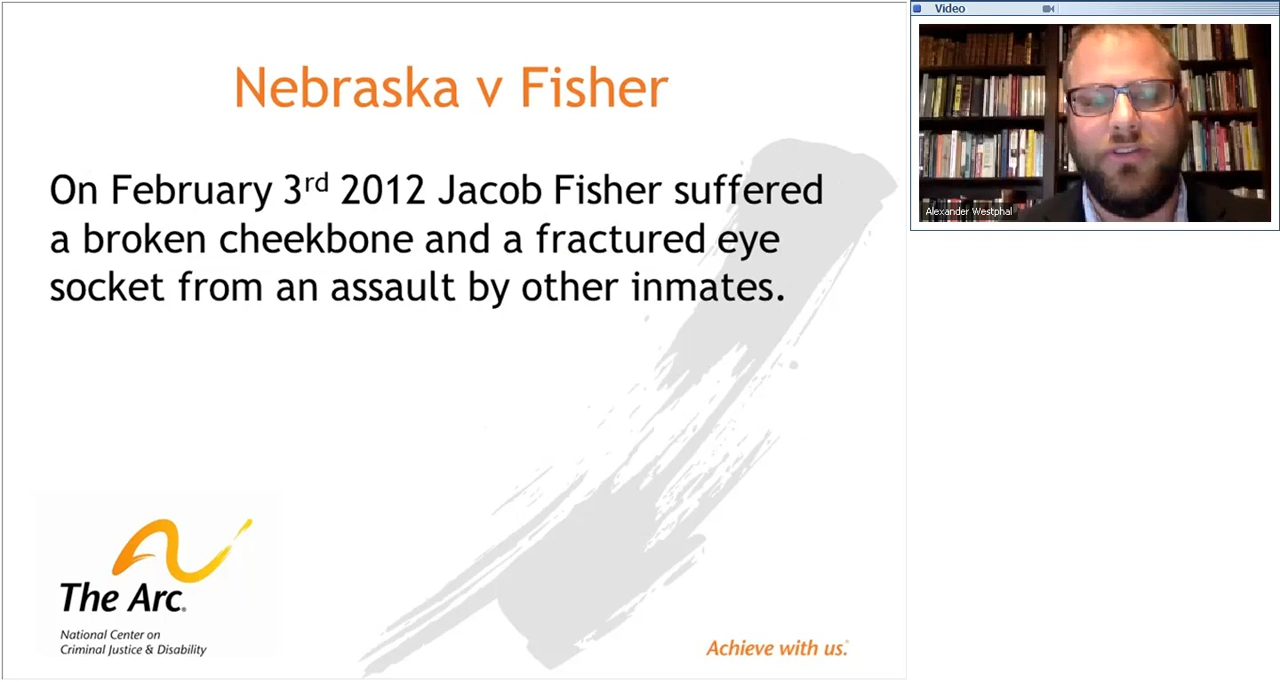 Nebraska v Fisher
On February 3rd 2012 Jacob Fisher suffered
a broken cheekbone and a fractured eye
socket from an assault by other inmates.
The Arc®
National Center on
Criminal Justice & Disability
Achieve with us.®
Video
Alexander Westphal